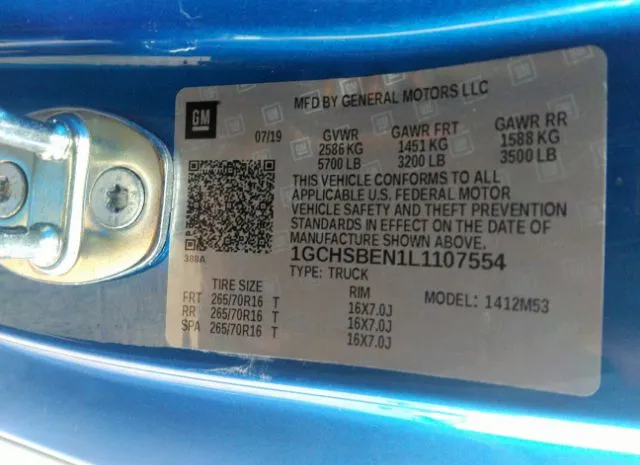 GM
MFD BY GENERAL MOTORS LLC
07/19 GVWR GAWR FRT GAWR RR
2586 KG 1451 KG 1588 KG
5700 LB 3200 LB 3500 LB
THIS VEHICLE CONFORMS TO ALL
APPLICABLE U.S. FEDERAL MOTOR
VEHICLE SAFETY AND THEFT PREVENTION
STANDARDS IN EFFECT ON THE DATE OF
MANUFACTURE SHOWN ABOVE.
388A
1GCHSBEN1L1107554
TYPE: TRUCK
TIRE SIZE RIM MODEL: 1412M53
FRT 265/70R16 T 16X7.0J
RR 265/70R16 T 16X7.0J
SPA 265/70R16 T 16X7.0J